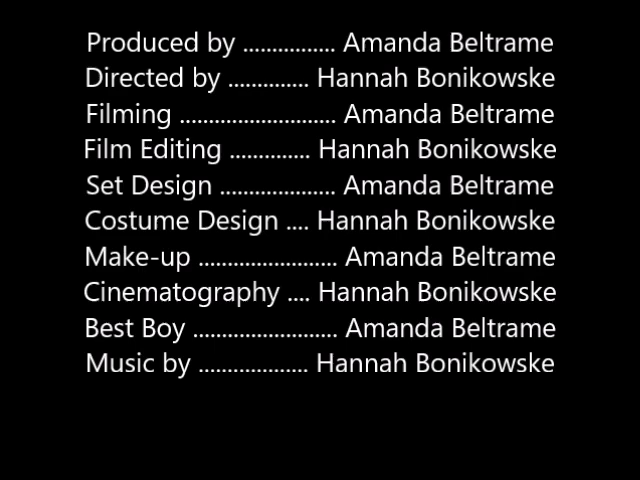 Produced by ................ Amanda Beltrame
Directed by .............. Hannah Bonikowske
Filming ........................... Amanda Beltrame
Film Editing .............. Hannah Bonikowske
Set Design .................... Amanda Beltrame
Costume Design .... Hannah Bonikowske
Make-up ........................ Amanda Beltrame
Cinematography .... Hannah Bonikowske
Best Boy ......................... Amanda Beltrame
Music by ................... Hannah Bonikowske